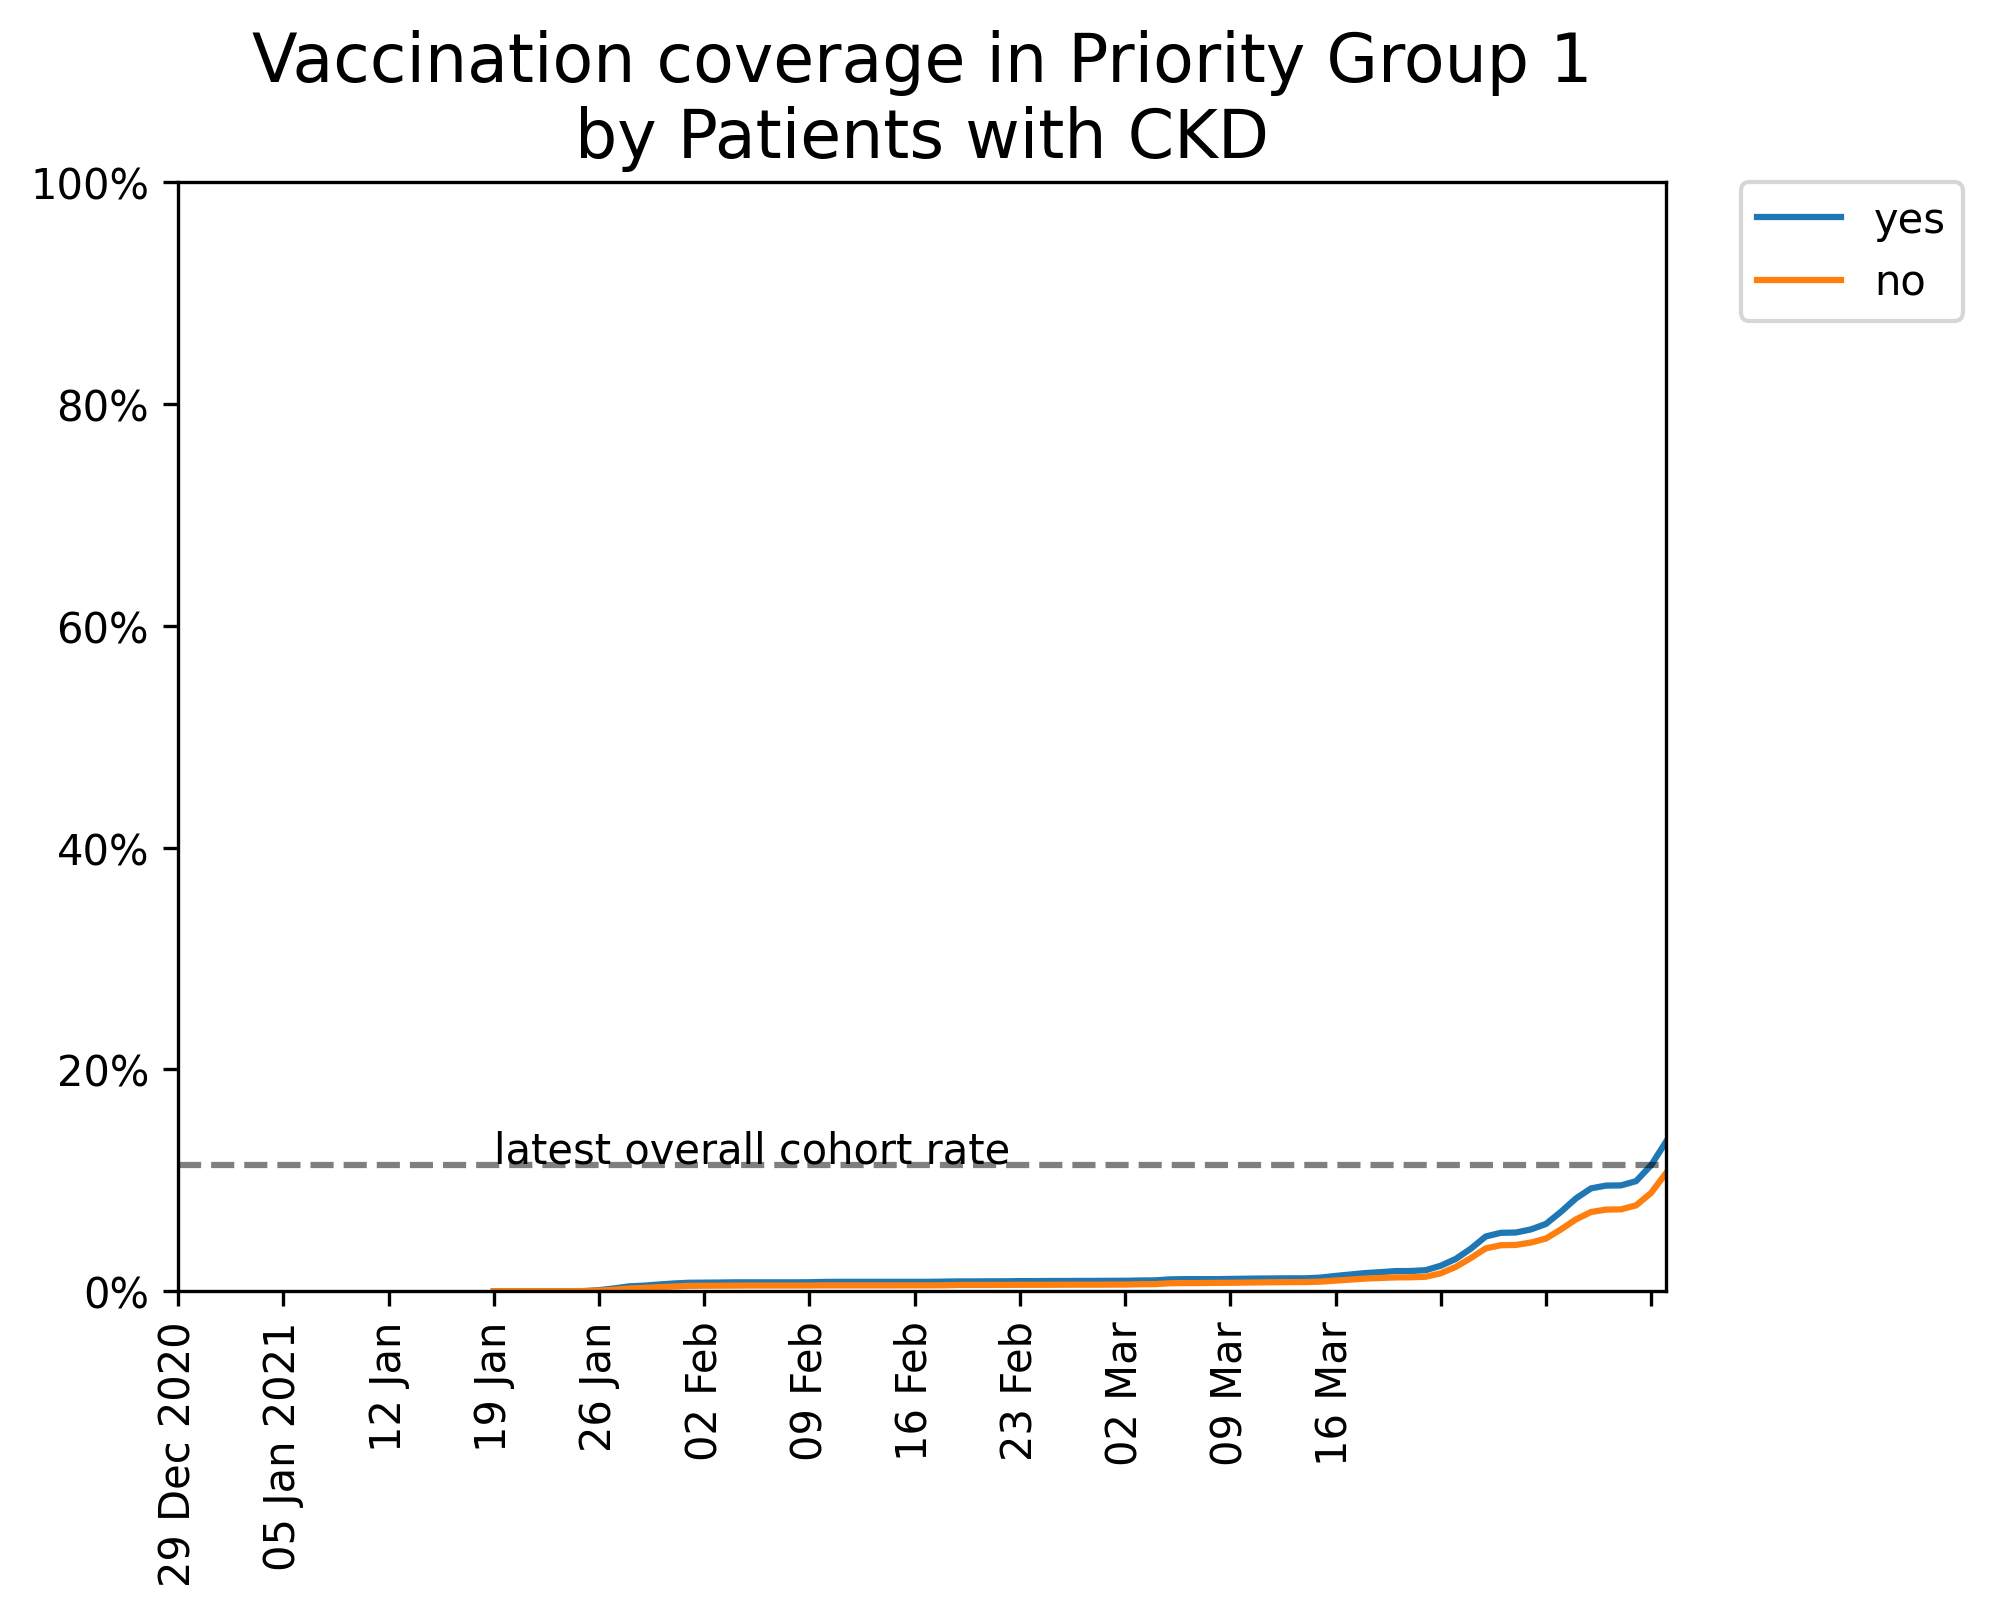 Vaccination coverage in Priority Group 1
by Patients with CKD
100%
80%
60%
40%
20%
0%
yes
no
latest overall cohort rate
29 Dec 2020
05 Jan 2021
12 Jan
19 Jan
26 Jan
02 Feb
09 Feb
16 Feb
23 Feb
02 Mar
09 Mar
16 Mar